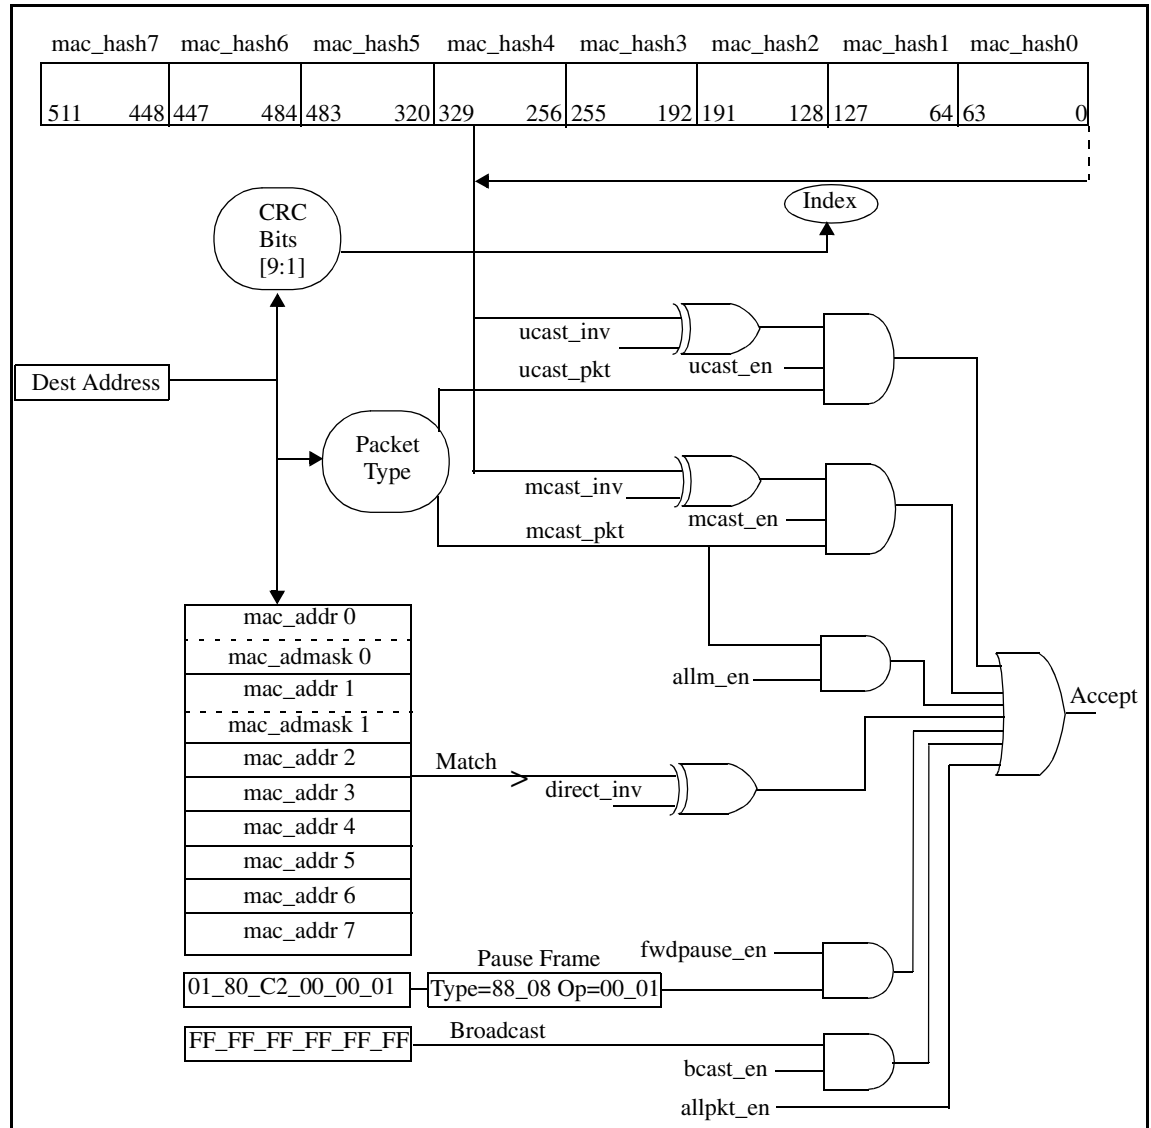 mac_hash7 mac_hash6 mac_hash5 mac_hash4 mac_hash3 mac_hash2 mac_hash1 mac_hash0
511 448 447 484 483 320 329 256 255 192 191 128 127 64 63 0
Index
CRC
Bits
[9:1]
ucast_inv
ucast_pkt
ucast_en
Dest Address
Packet
Type
mcast_inv
mcast_en
mcast_pkt
mac_addr 0
mac_admask 0
mac_addr 1
mac_admask 1
mac_addr 2
mac_addr 3
mac_addr 4
mac_addr 5
mac_addr 6
mac_addr 7
allm_en
Accept
Match
direct_inv
fwdpause_en
Pause Frame
01_80_C2_00_00_01
Type=88_08 Op=00_01
FF_FF_FF_FF_FF_FF
Broadcast
bcast_en
allpkt_en